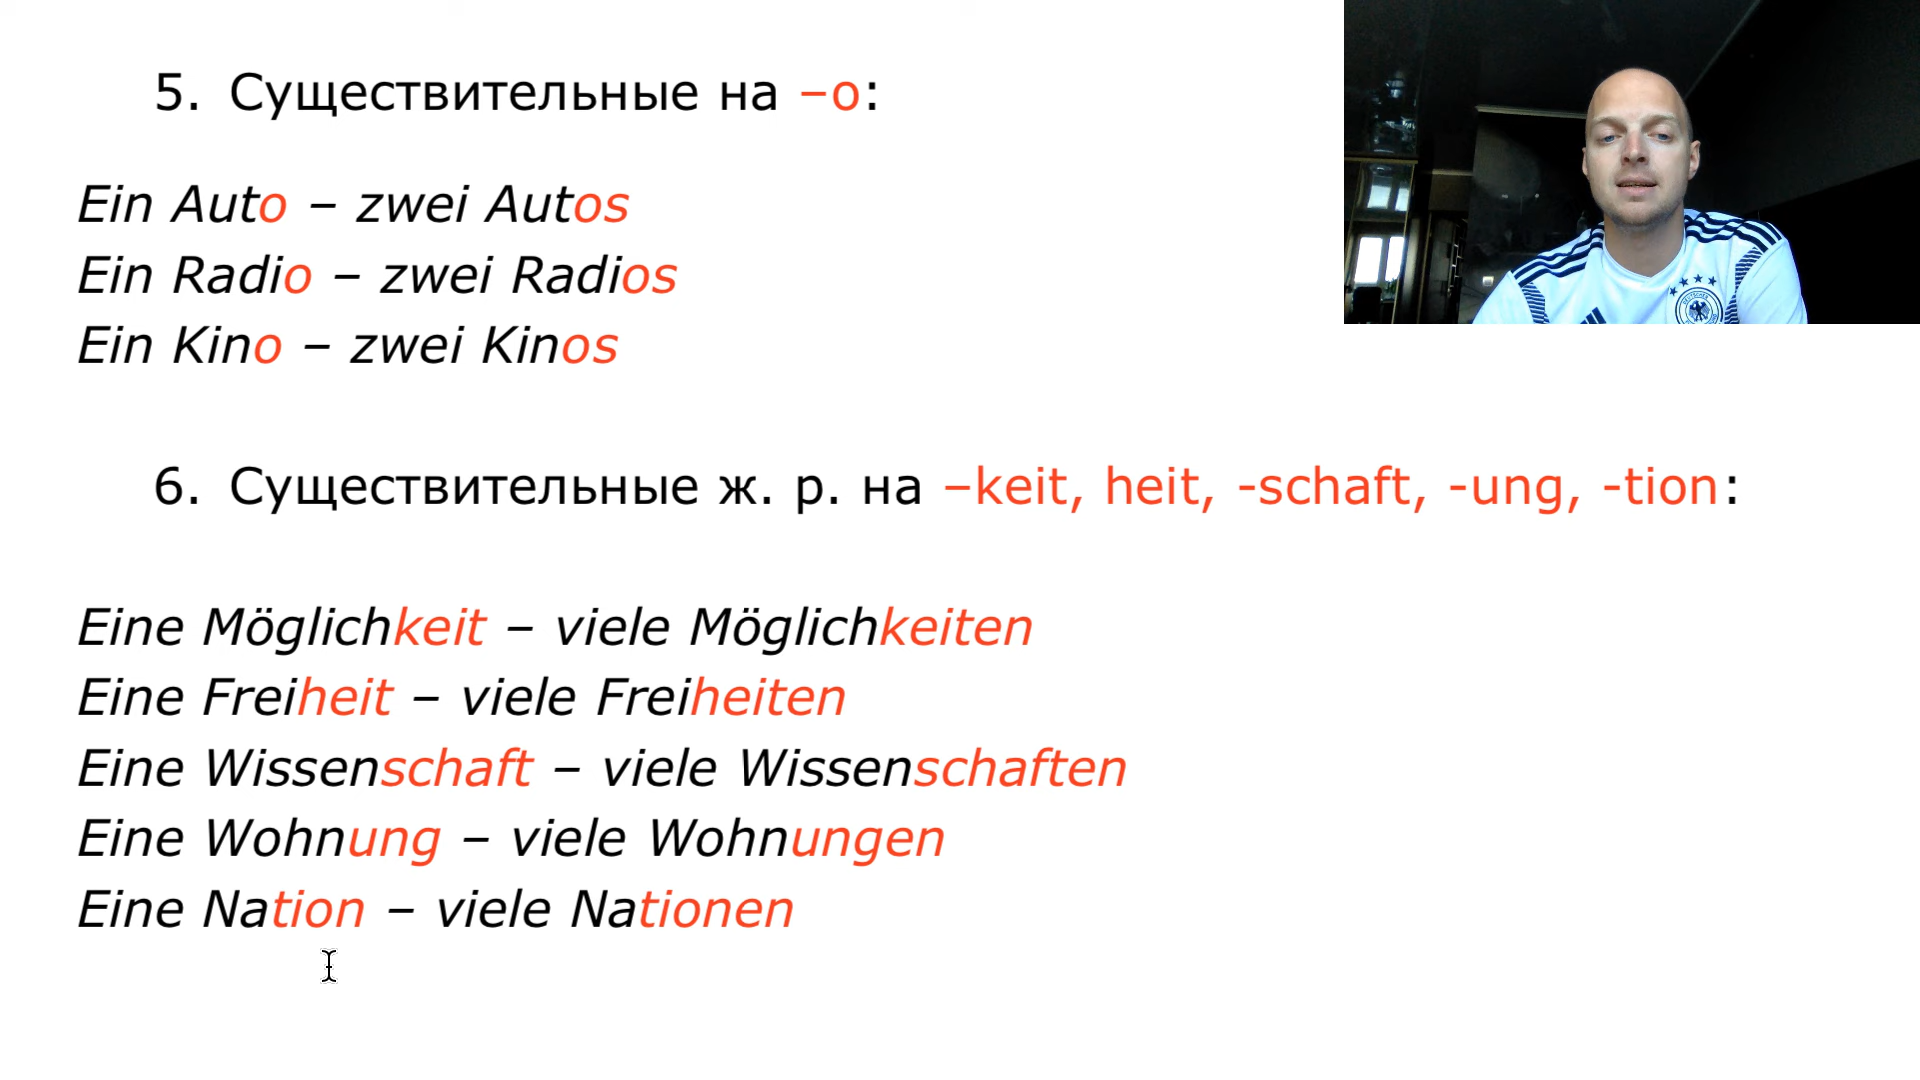 5. Существительные на –о:
Ein Auto – zwei Autos
Ein Radio – zwei Radios
Ein Kino – zwei Kinos
6. Существительные ж. р. на –keit, heit, -schaft, -ung, -tion:
Eine Möglichkeit – viele Möglichkeiten
Eine Freiheit – viele Freiheiten
Eine Wissenschaft – viele Wissenschaften
Eine Wohnung – viele Wohnungen
Eine Nation – viele Nationen